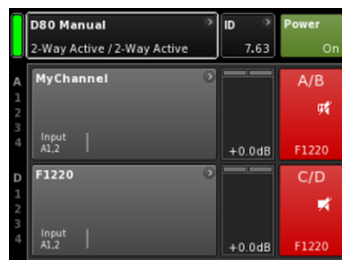 D80 Manual
2-Way Active / 2-Way Active
ID
7.63
Power
On
A
1
2
3
4
MyChannel
Input
A1,2
+0.0dB
A/B
F1220
D
1
2
3
4
F1220
Input
A1,2
+0.0dB
C/D
F1220